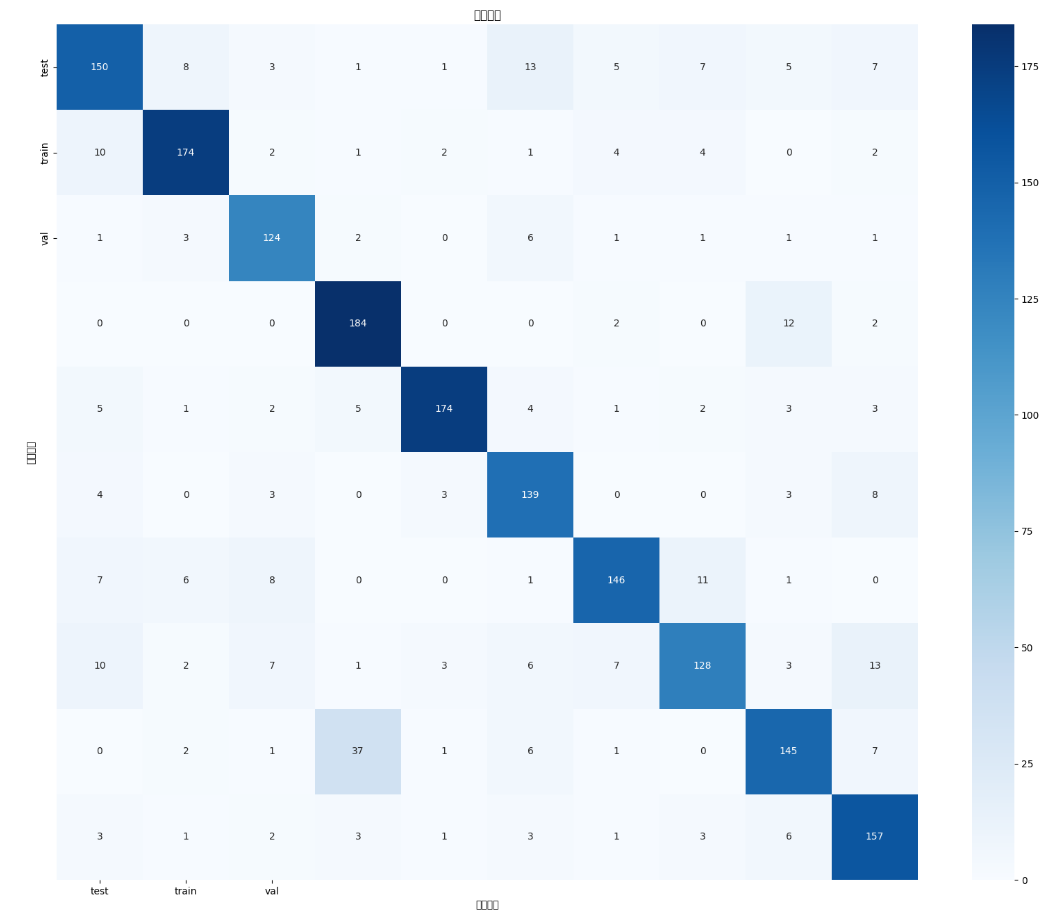 test 150 8 3 1 1 13 5 7 5 7
train 10 174 2 1 2 1 4 4 0 2
val 1 3 124 2 0 6 1 1 1 1
0 0 0 184 0 0 2 0 12 2
5 1 2 5 174 4 1 2 3 3
4 0 3 0 3 139 0 0 3 8
7 6 8 0 0 1 146 11 1 0
10 2 7 1 3 6 7 128 3 13
0 2 1 37 1 6 1 0 145 7
3 1 2 3 1 3 1 3 6 157
test train val
175
150
125
100
75
50
25
0